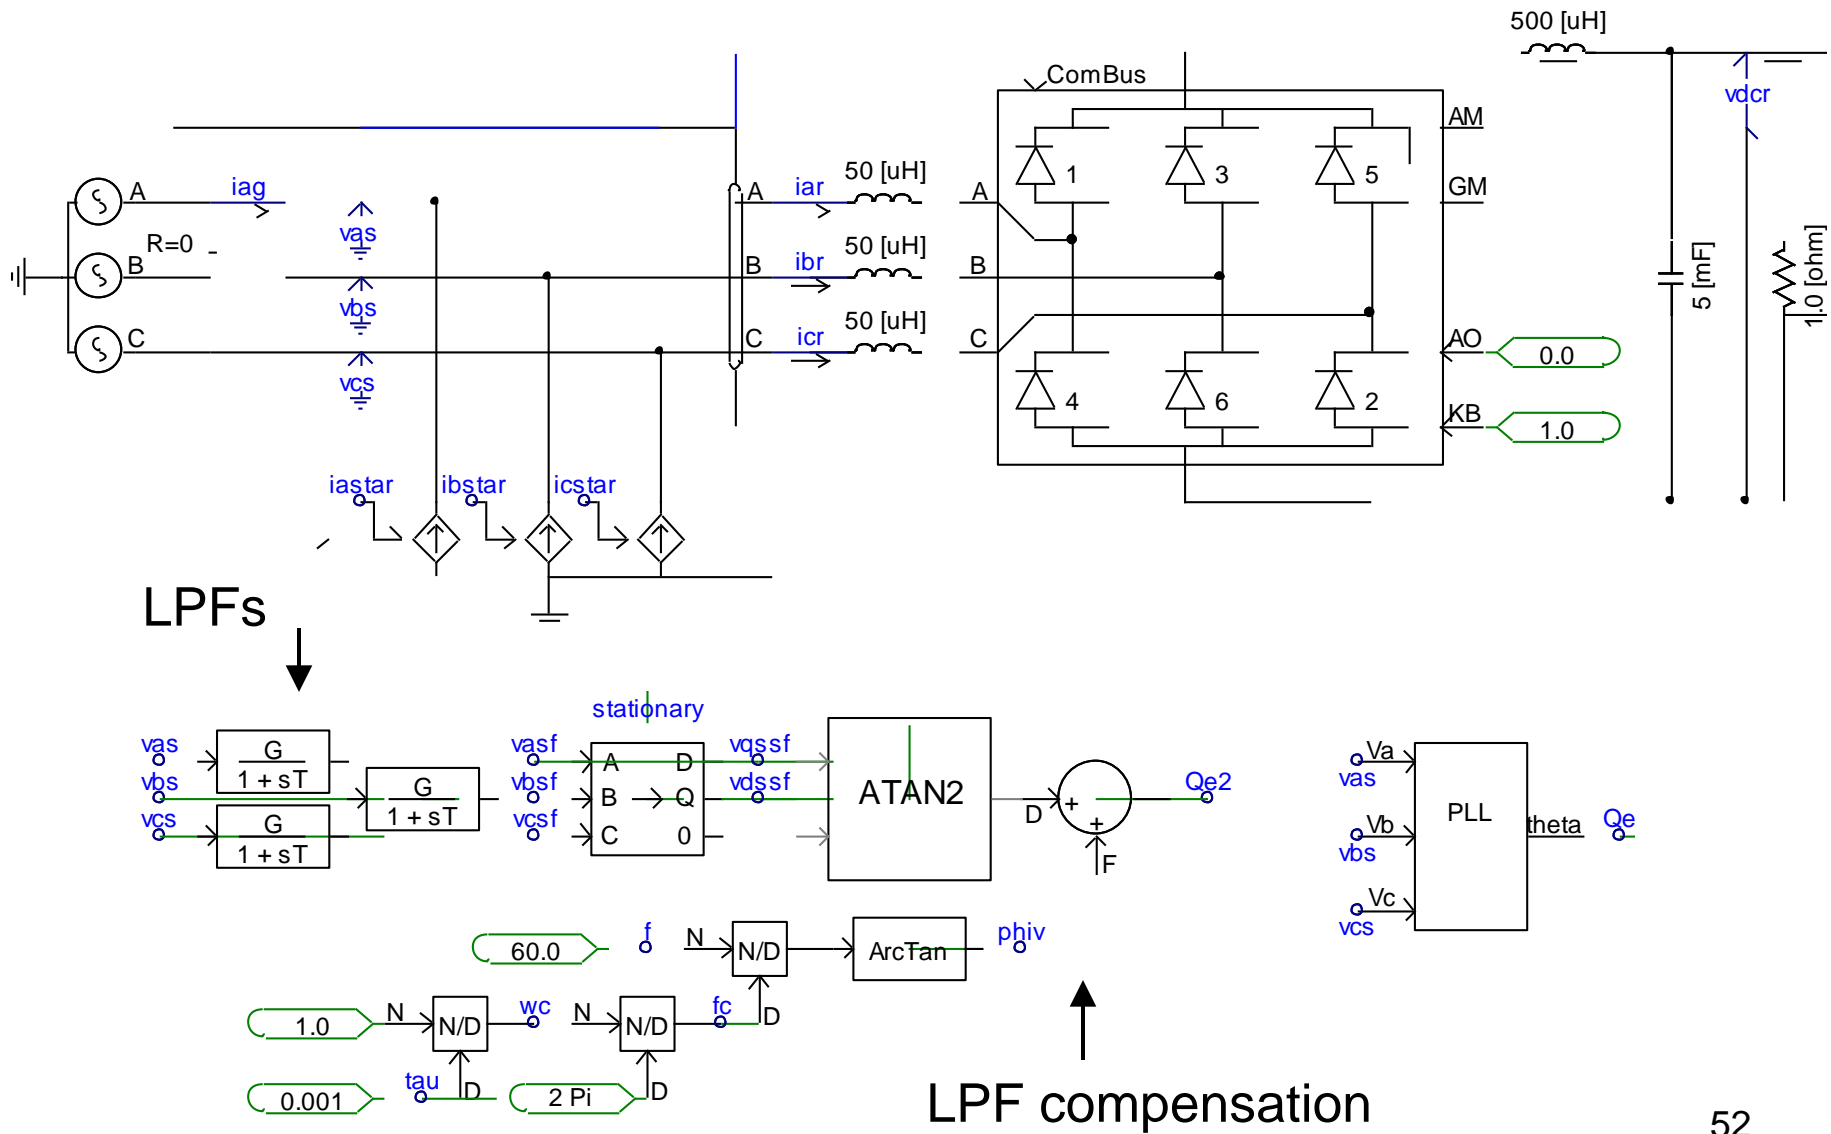 500 [uH]
ComBus
vdcr
AM
1
3
5
50 [uH]
iag
A
A
iar
A
GM
vas
R=0
1.0 [ohm]
50 [uH]
5 [mF]
B
B
ibr
B
vbs
50 [uH]
C
C
icr
C
AO
0.0
vcs
4
6
2
KB
1.0
iastar
ibstar
icstar
LPFs
stationary
vas
G
1 + sT
vasf
A
D
vqssf
Va
vas
vbs
G
1 + sT
vbsf
B
Q
vdssf
ATAN2
D
+
+
F
Qe2
PLL
vcs
G
1 + sT
vcsf
C
0
Vb
vbs
theta
Qe
Vc
vcs
60.0
f
N
N/D
ArcTan
phiv
D
1.0
N
N/D
wc
N
N/D
fc
0.001
tau
D
2 Pi
D
LPF compensation
52